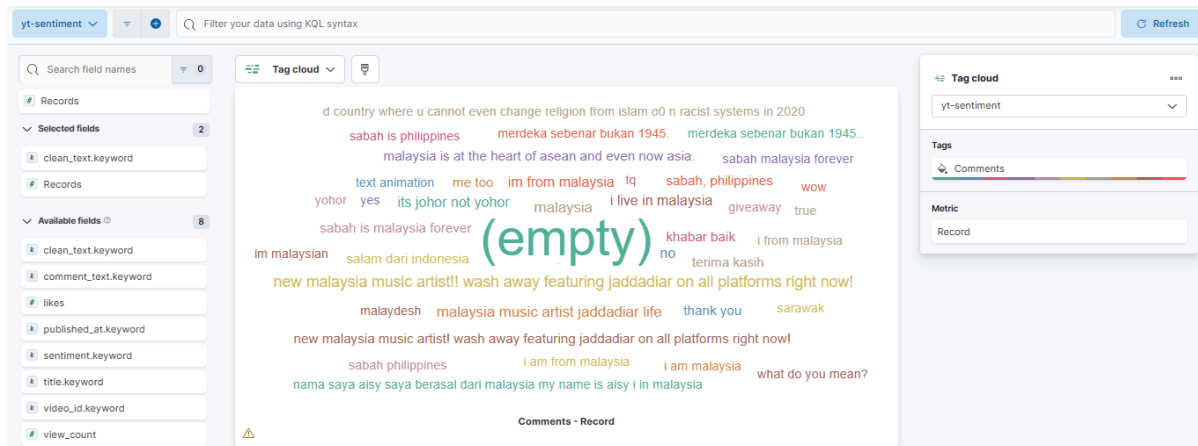 yt-sentiment
Filter your data using KQL syntax
Refresh
Search field names
0
Records
Selected fields 2
clean_text.keyword
Records
Available fields 8
clean_text.keyword
comment_text.keyword
likes
published_at.keyword
sentiment.keyword
title.keyword
video_id.keyword
view_count
Tag cloud
d country where u cannot even change religion from islam o0 n racist systems in 2020
sabah is philippines merdeka sebenar bukan 1945. merdeka sebenar bukan 1945..
malaysia is at the heart of asean and even now asia. sabah malaysia forever
text animation me too im from malaysia tq sabah, philippines wow
yohor yes its johor not yohor malaysia i live in malaysia giveaway true
sabah is malaysia forever (empty) khabar baik i from malaysia
im malaysian salam dari indonesia no terima kasih
new malaysia music artist!! wash away featuring jaddadiar on all platforms right now!
malaydesh malaysia music artist jaddadiar life thank you sarawak
new malaysia music artist! wash away featuring jaddadiar on all platforms right now!
sabah philippines i am from malaysia i am malaysia what do you mean?
nama saya aisy saya berasal dari malaysia my name is aisy i in malaysia
Comments - Record
Tag cloud
yt-sentiment
Tags
Comments
Metric
Record